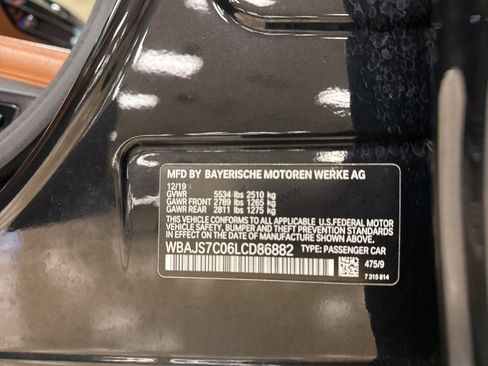 MFD BY BAYERISCHE MOTOREN WERKE AG
12/19
GVWR 5534 lbs 2510 kg
GAWR FRONT 2789 lbs 1265 kg
GAWR REAR 2811 lbs 1275 kg
THIS VEHICLE CONFORMS TO ALL APPLICABLE U.S.FEDERAL MOTOR
VEHICLE SAFETY, BUMPER, AND THEFT PREVENTION STANDARDS IN
EFFECT ON THE DATE OF MANUFACTURE SHOWN ABOVE.
WBAJS7C06LCD86882 TYPE: PASSENGER CAR
475/9
7 315 814